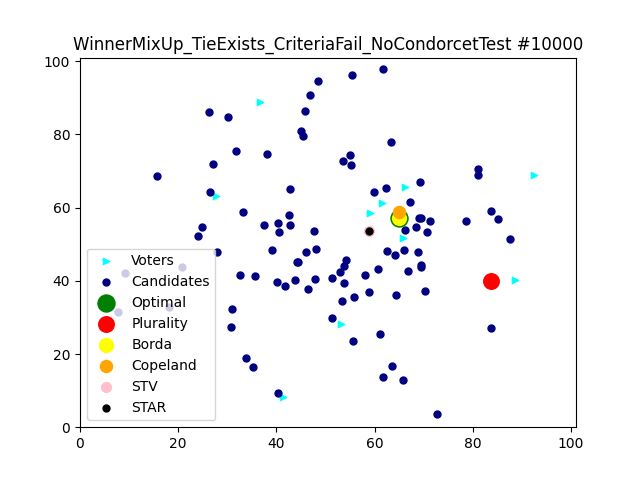 WinnerMixUp_TieExists_CriteriaFail_NoCondorcetTest #10000
100
80
60
40
20
0
Voters
Candidates
Optimal
Plurality
Borda
Copeland
STV
STAR
0 20 40 60 80 100